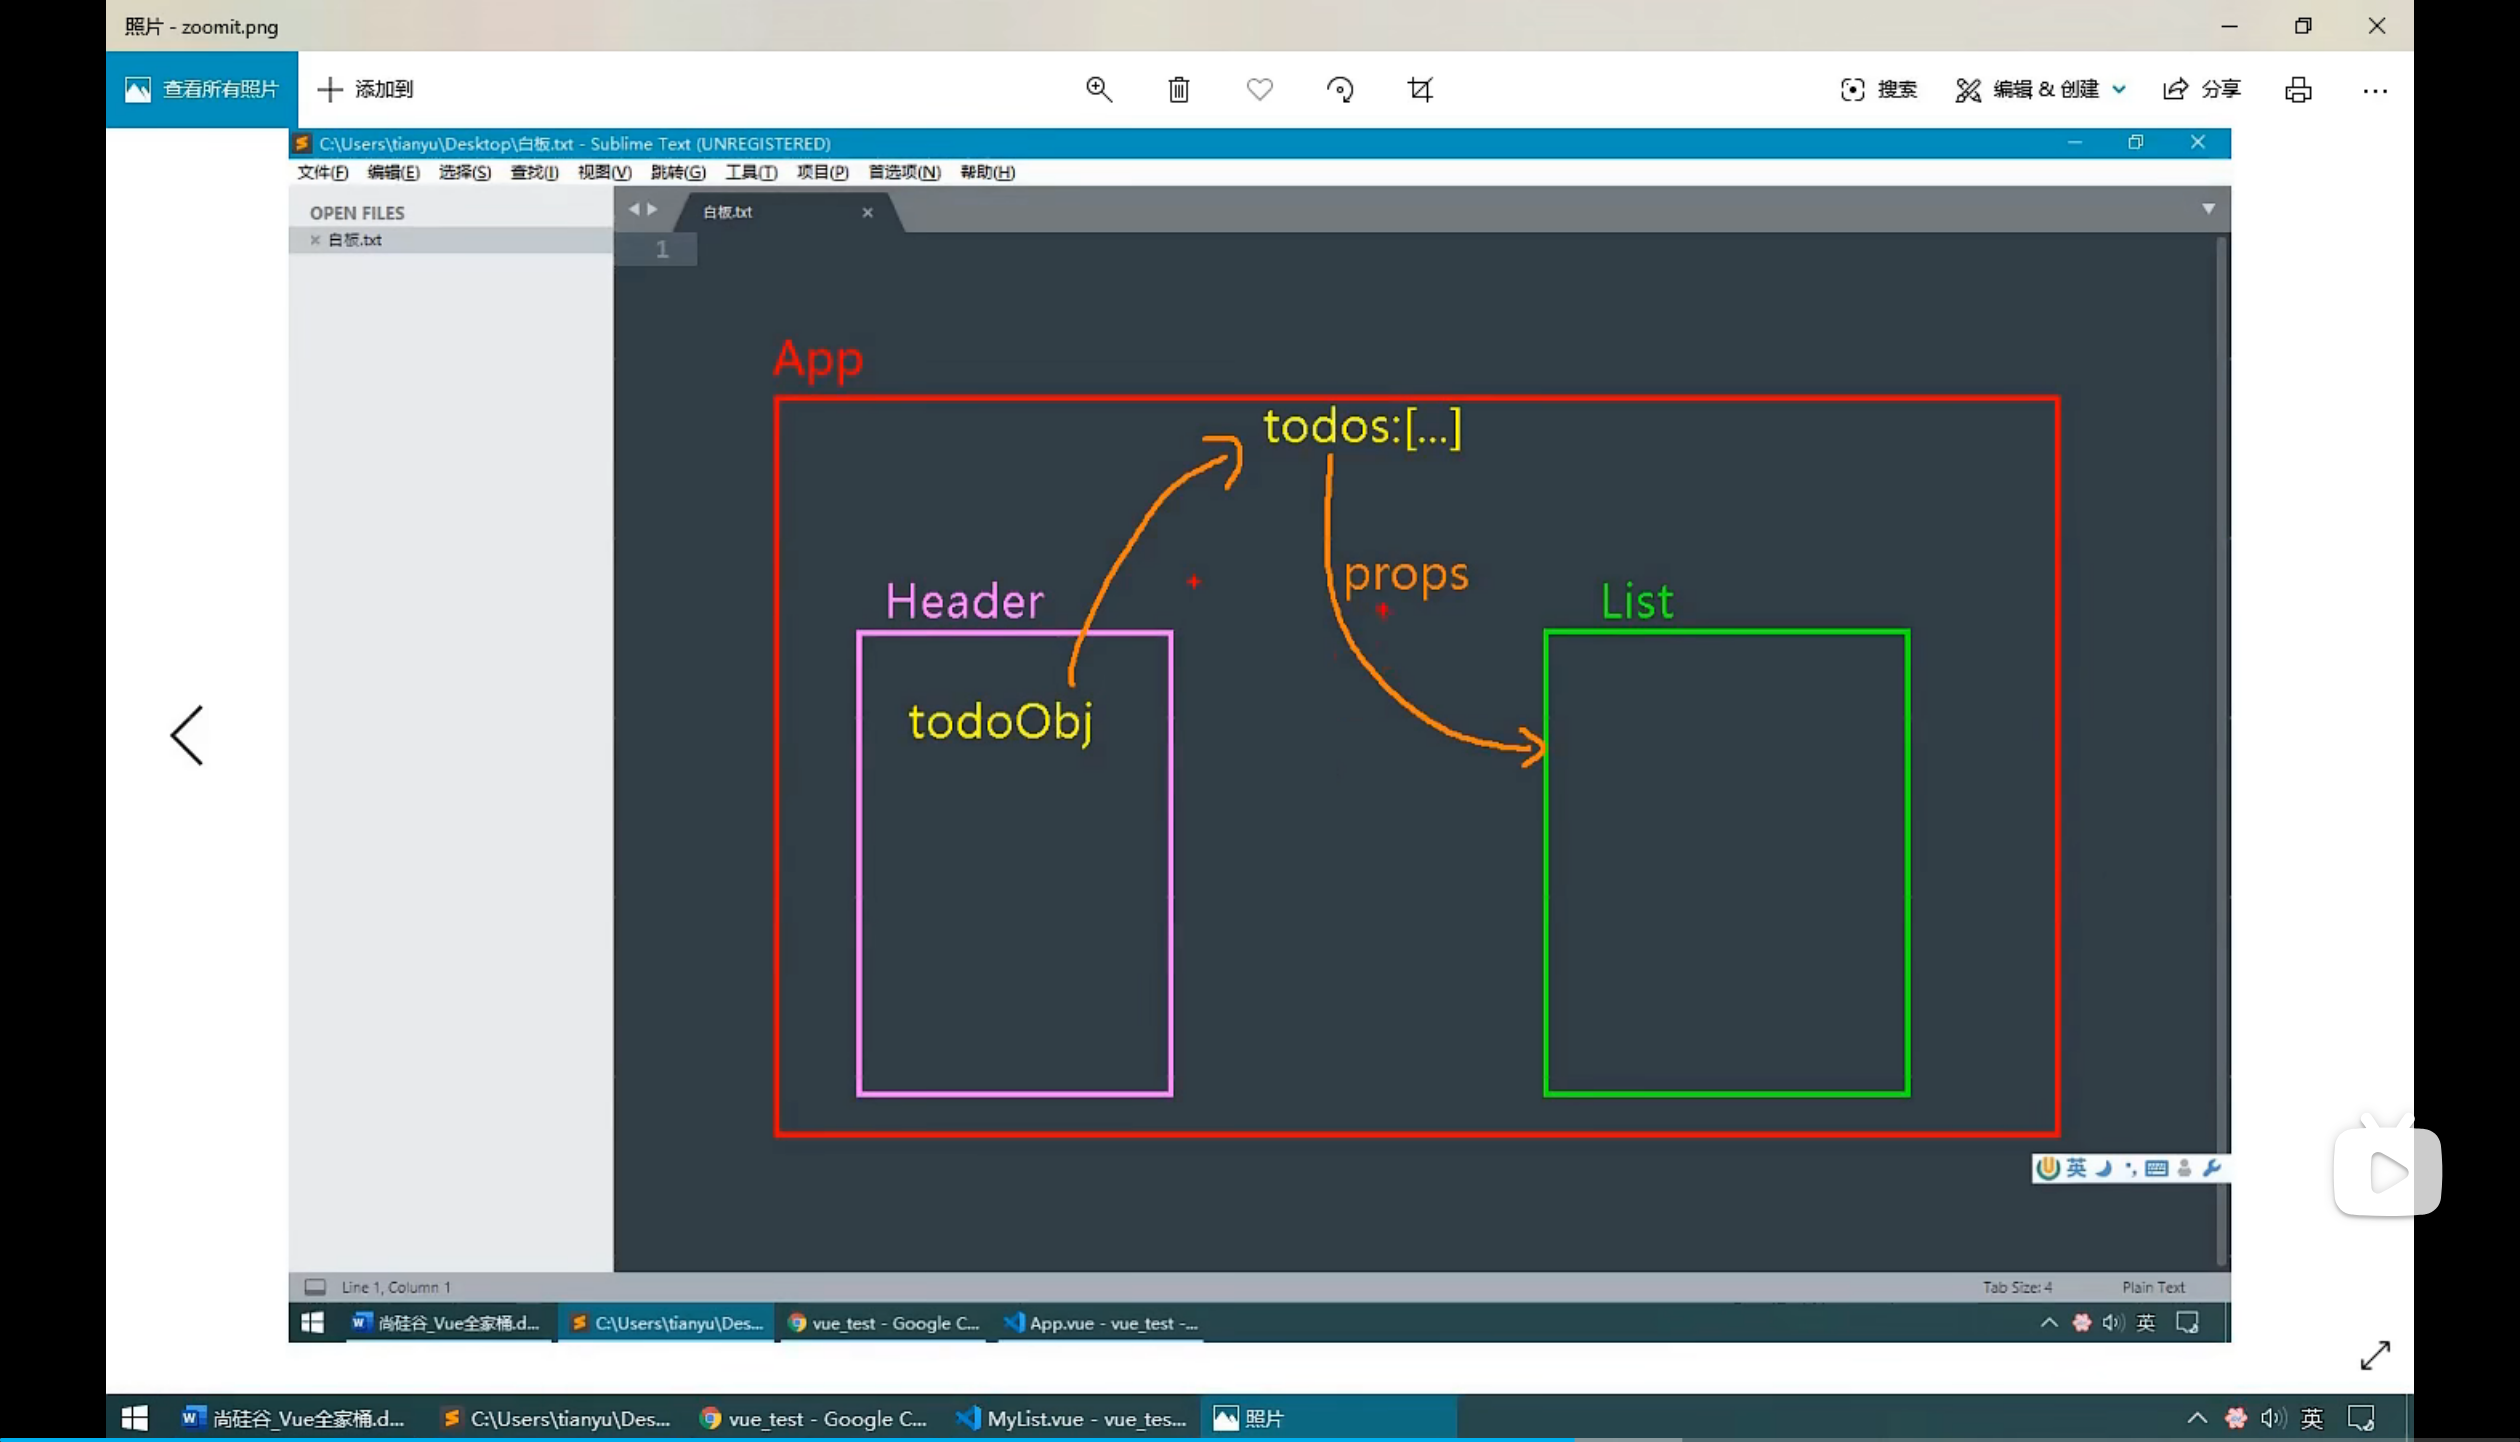 照片 - zoomit.png
查看所有照片
添加到
搜索
编辑 & 创建
分享
C:\Users\tianyu\Desktop\白板.txt - Sublime Text (UNREGISTERED)
文件(F) 编辑(E) 选择(S) 查找(I) 视图(V) 跳转(G) 工具(T) 项目(P) 首选项(N) 帮助(H)
OPEN FILES
白板.txt
白板.txt
1
App
todos:[...]
props
Header
List
todoObj
英
Line 1, Column 1
Tab Size: 4
Plain Text
尚硅谷_Vue全家桶.d...
C:\Users\tianyu\Des...
vue_test - Google C...
App.vue - vue_test -...
英
尚硅谷_Vue全家桶.d...
C:\Users\tianyu\Des...
vue_test - Google C...
MyList.vue - vue_tes...
照片
英